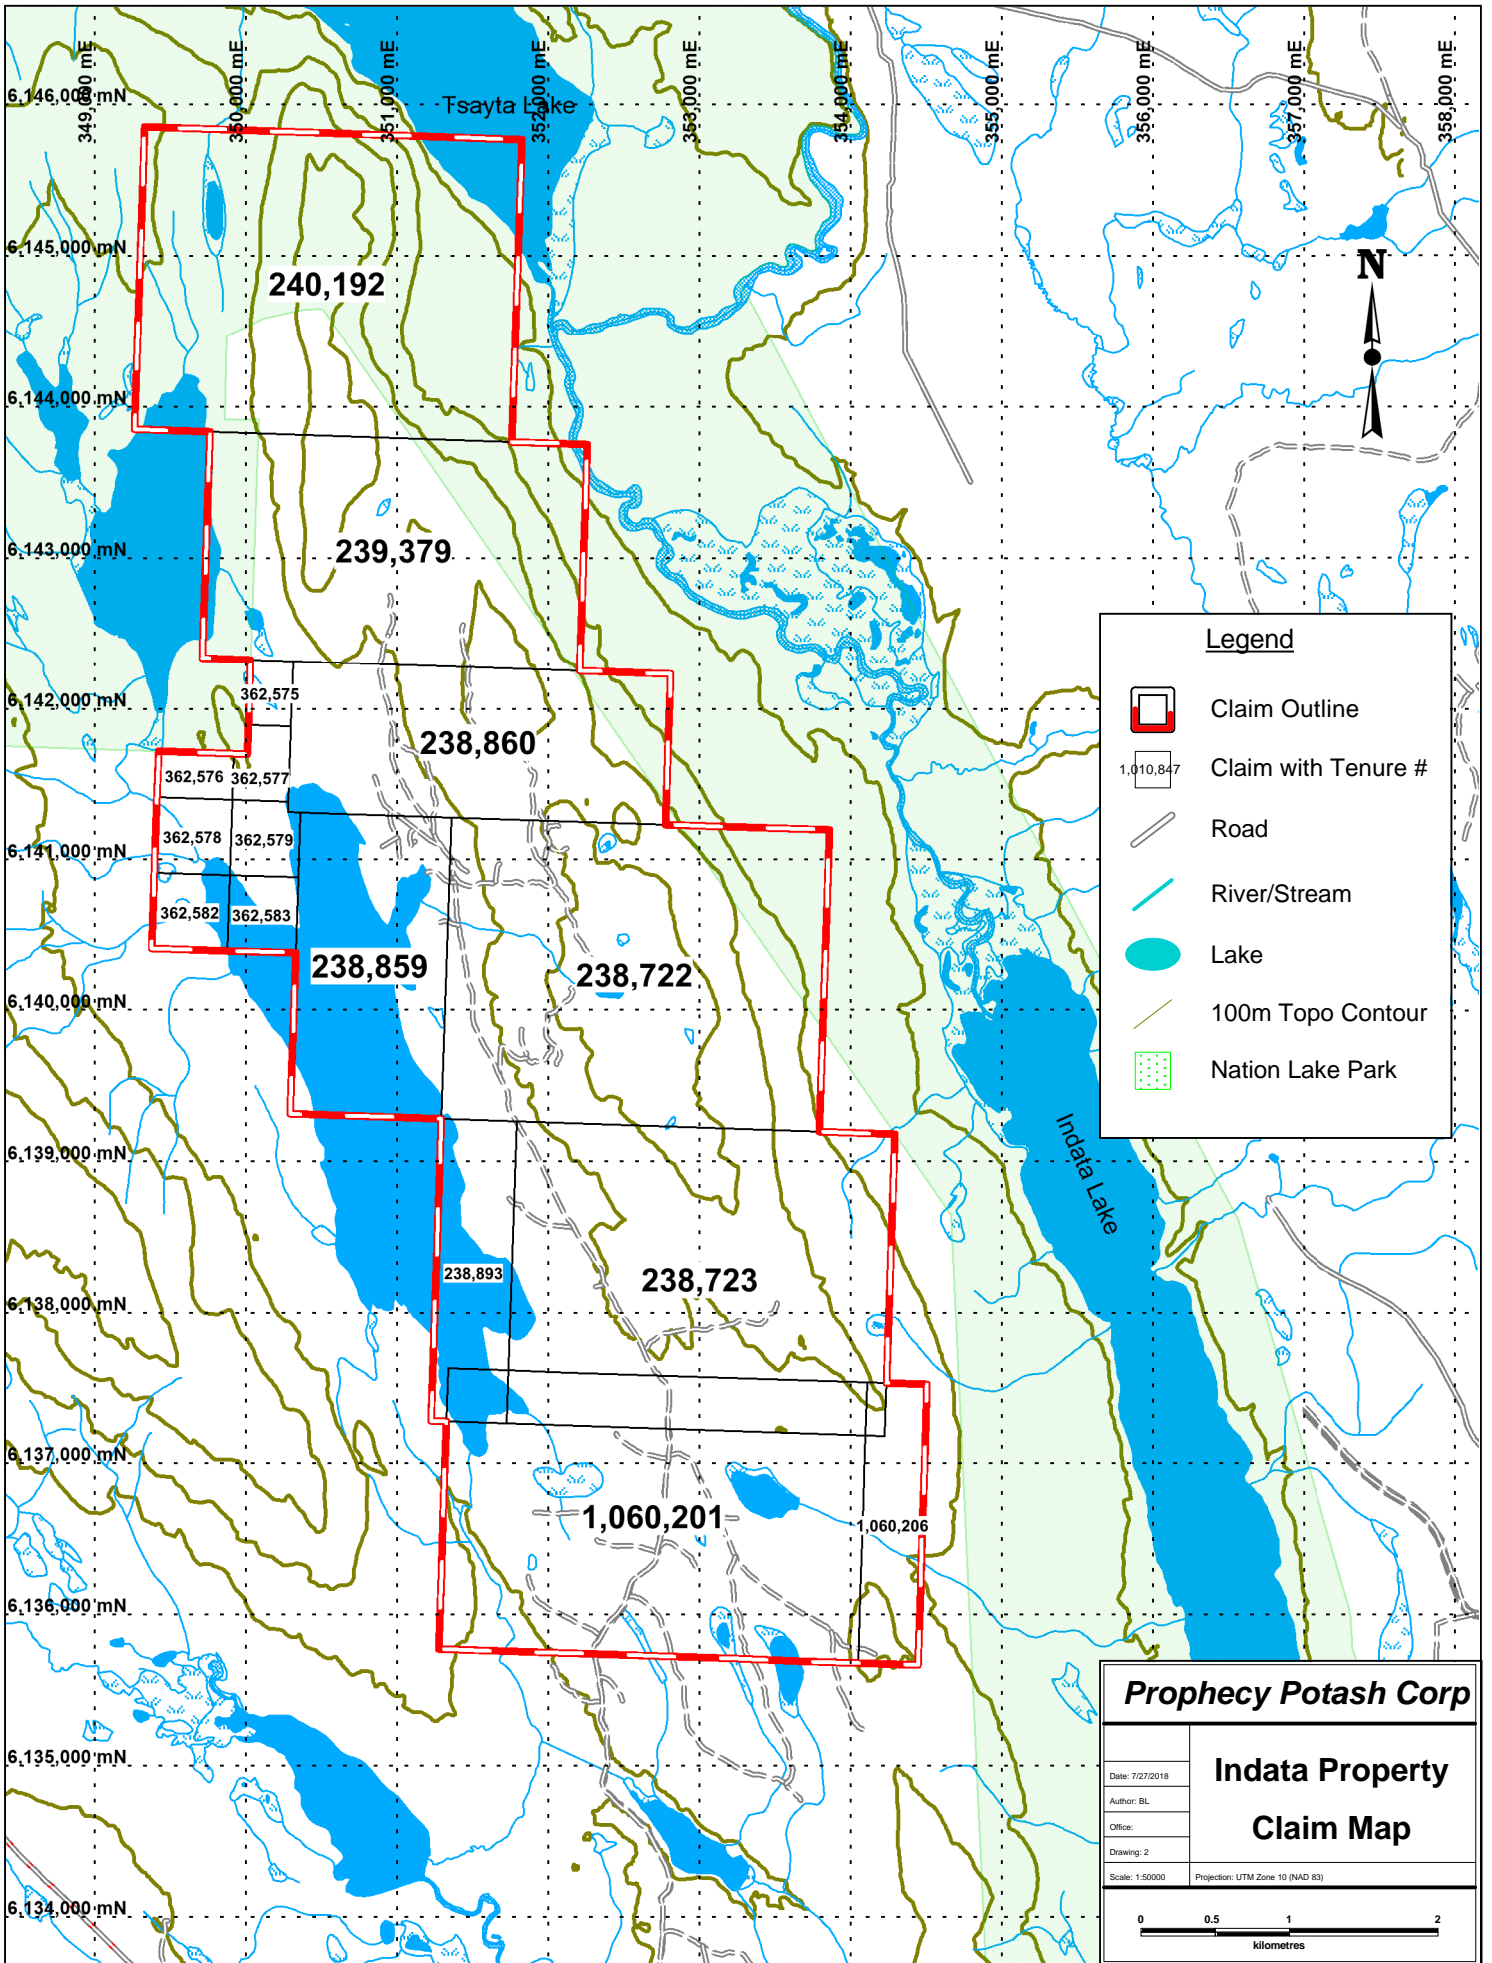 349,000 mE
350,000 mE
351,000 mE
352,000 mE
353,000 mE
354,000 mE
355,000 mE
356,000 mE
357,000 mE
358,000 mE
6,146,000 mN
Tsayta Lake
6,145,000 mN
N
240,192
6,144,000 mN
6,143,000 mN
239,379
Legend
362,575
6,142,000 mN
Claim Outline
238,860
362,576
362,577
1,010,847
Claim with Tenure #
Road
362,578
362,579
6,141,000 mN
River/Stream
362,582
362,583
Lake
238,859
238,722
6,140,000 mN
100m Topo Contour
Nation Lake Park
Indata Lake
6,139,000 mN
238,893
238,723
6,138,000 mN
6,137,000 mN
1,060,201
1,060,206
6,136,000 mN
Prophecy Potash Corp
6,135,000 mN
Indata Property
Claim Map
Date: 7/27/2018
Author: BL
Office:
Drawing: 2
Scale: 1:50000
Projection: UTM Zone 10 (NAD 83)
6,134,000 mN
0 0.5 1 2
kilometres